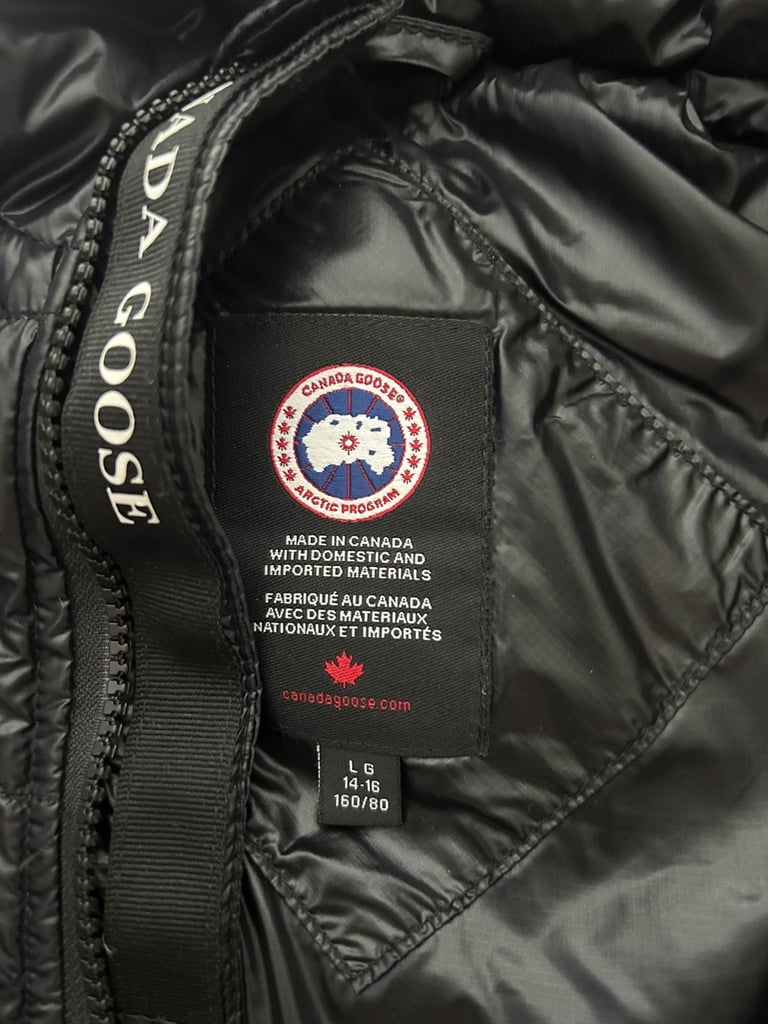 ADA GOOSE
CANADA GOOSE®
ARCTIC PROGRAM
MADE IN CANADA
WITH DOMESTIC AND
IMPORTED MATERIALS
FABRIQUÉ AU CANADA
AVEC DES MATERIAUX
NATIONAUX ET IMPORTÉS
canadagoose.com
LG
14-16
160/80